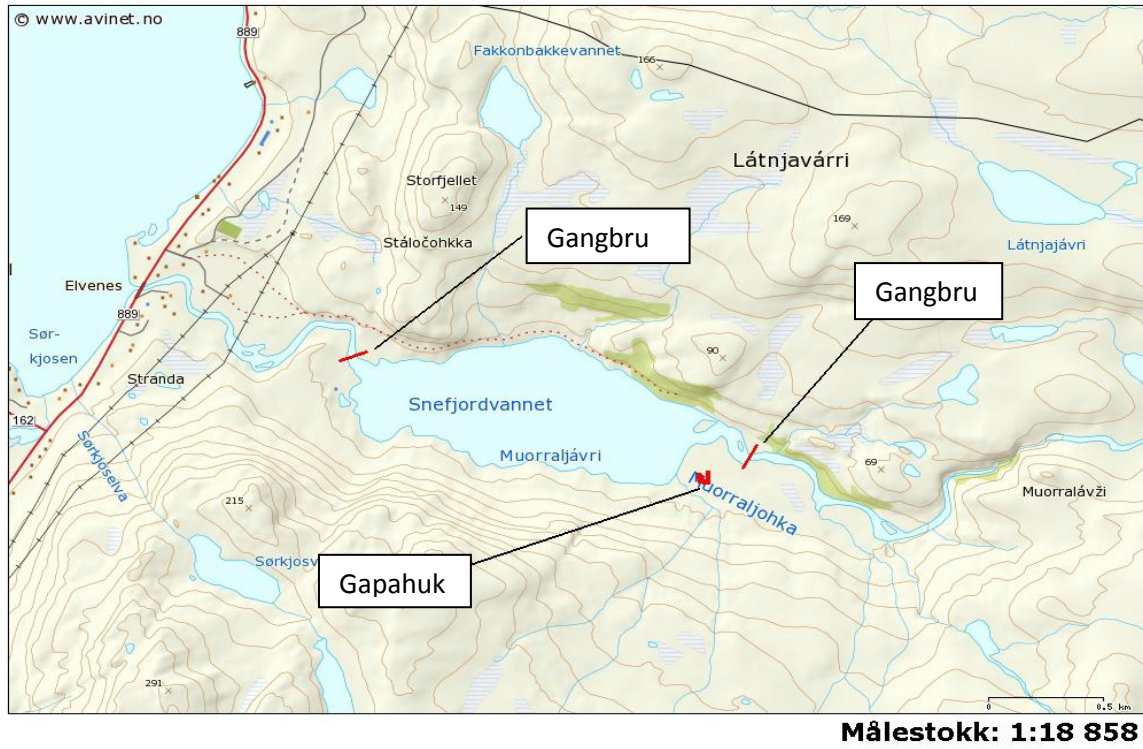 © www.avinet.no
889
Fakkonbakkevannet
166
Látnjavárri
Storfjellet
149
169
Gangbru
Stáločohkka
Látnjajávri
Elvenes
Gangbru
889
Sør-
kjosen
90
Stranda
Snefjordvannet
162
Muorraljávri
Sørkjoselva
69
Muorraljohka
Muorralávži
215
Gapahuk
291
0
0.5 km
Målestokk: 1:18 858